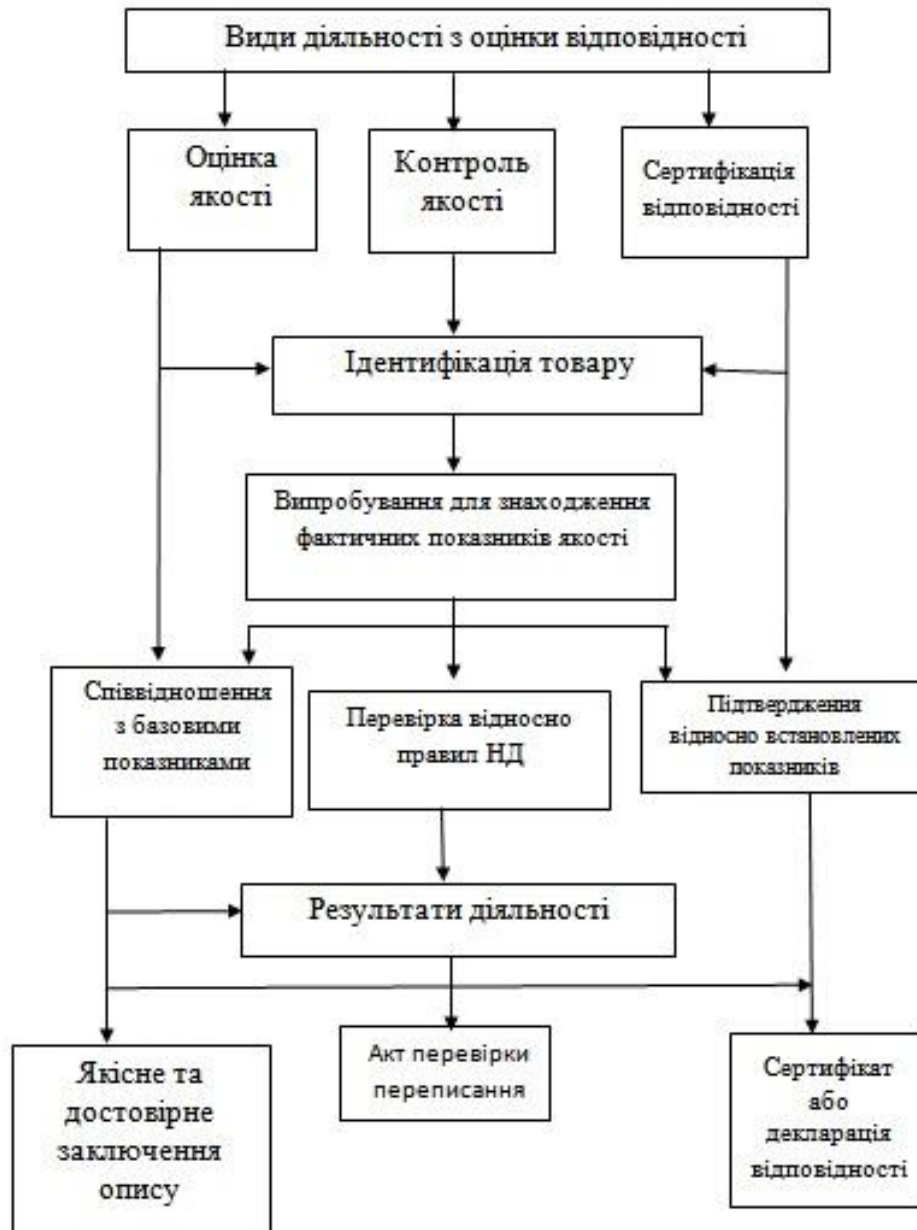 Види діяльності з оцінки відповідності
Оцінка
якості
Контроль
якості
Сертифікація
відповідності
Ідентифікація товару
Випробування для знаходження
фактичних показників якості
Співвідношення
з базовими
показниками
Перевірка відносно
правил НД
Підтвердження
відносно встановлених
показників
Результати діяльності
Якісне та
достовірне
заключення
опису
Акт перевірки
переписання
Сертифікат
або
декларація
відповідності